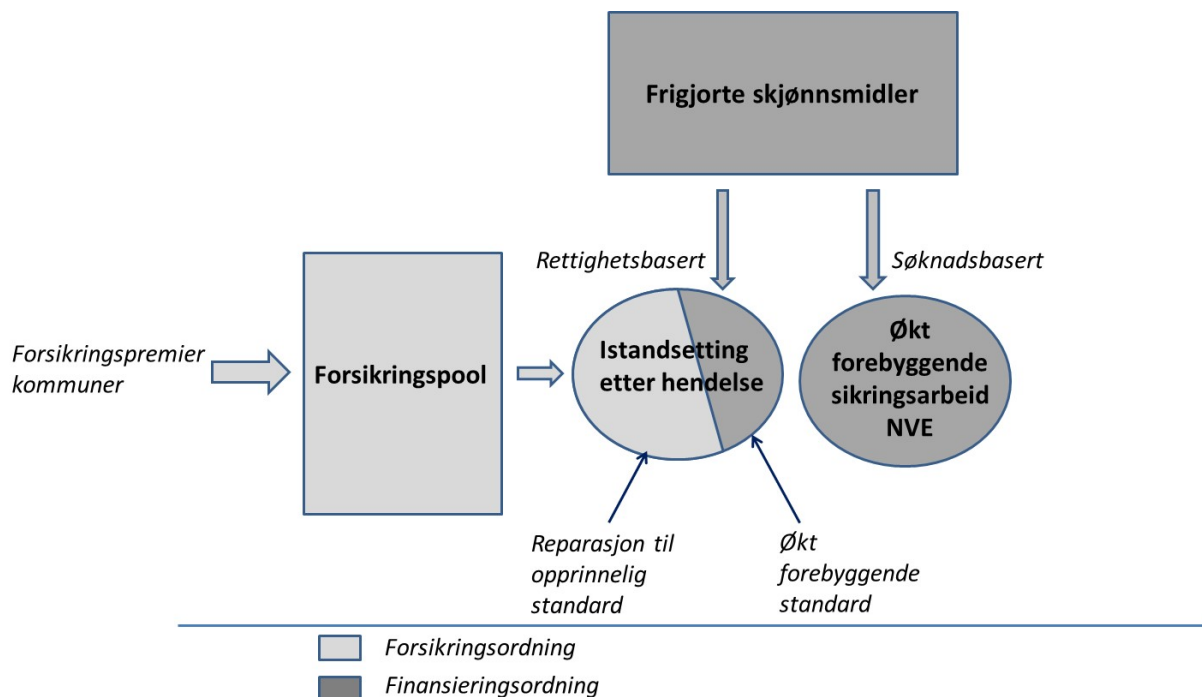 Frigjorte skjønnsmidler
Rettighetsbasert
Søknadsbasert
Forsikringspremier
kommuner
Forsikringspool
Istandsetting
etter hendelse
Økt
forebyggende
sikringsarbeid
NVE
Reparasjon til
opprinnelig
standard
Økt
forebyggende
standard
Forsikringsordning
Finansieringsordning